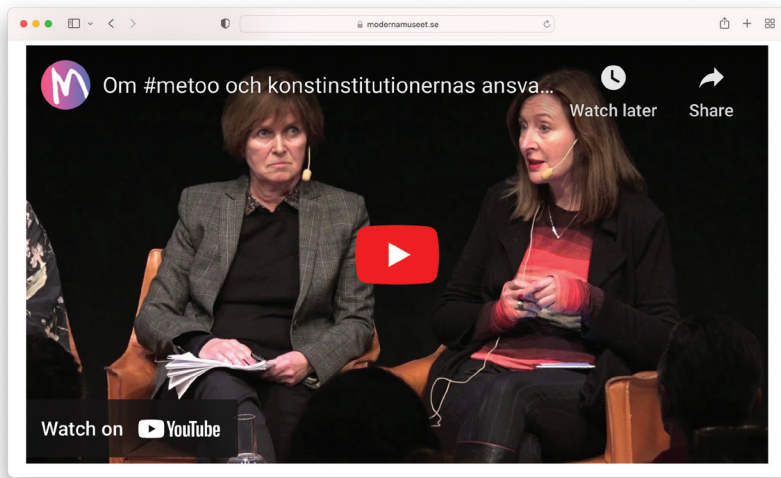 modernamuseet.se
Om #metoo och konstinstitutionernas ansva...
Watch later
Share
Watch on YouTube